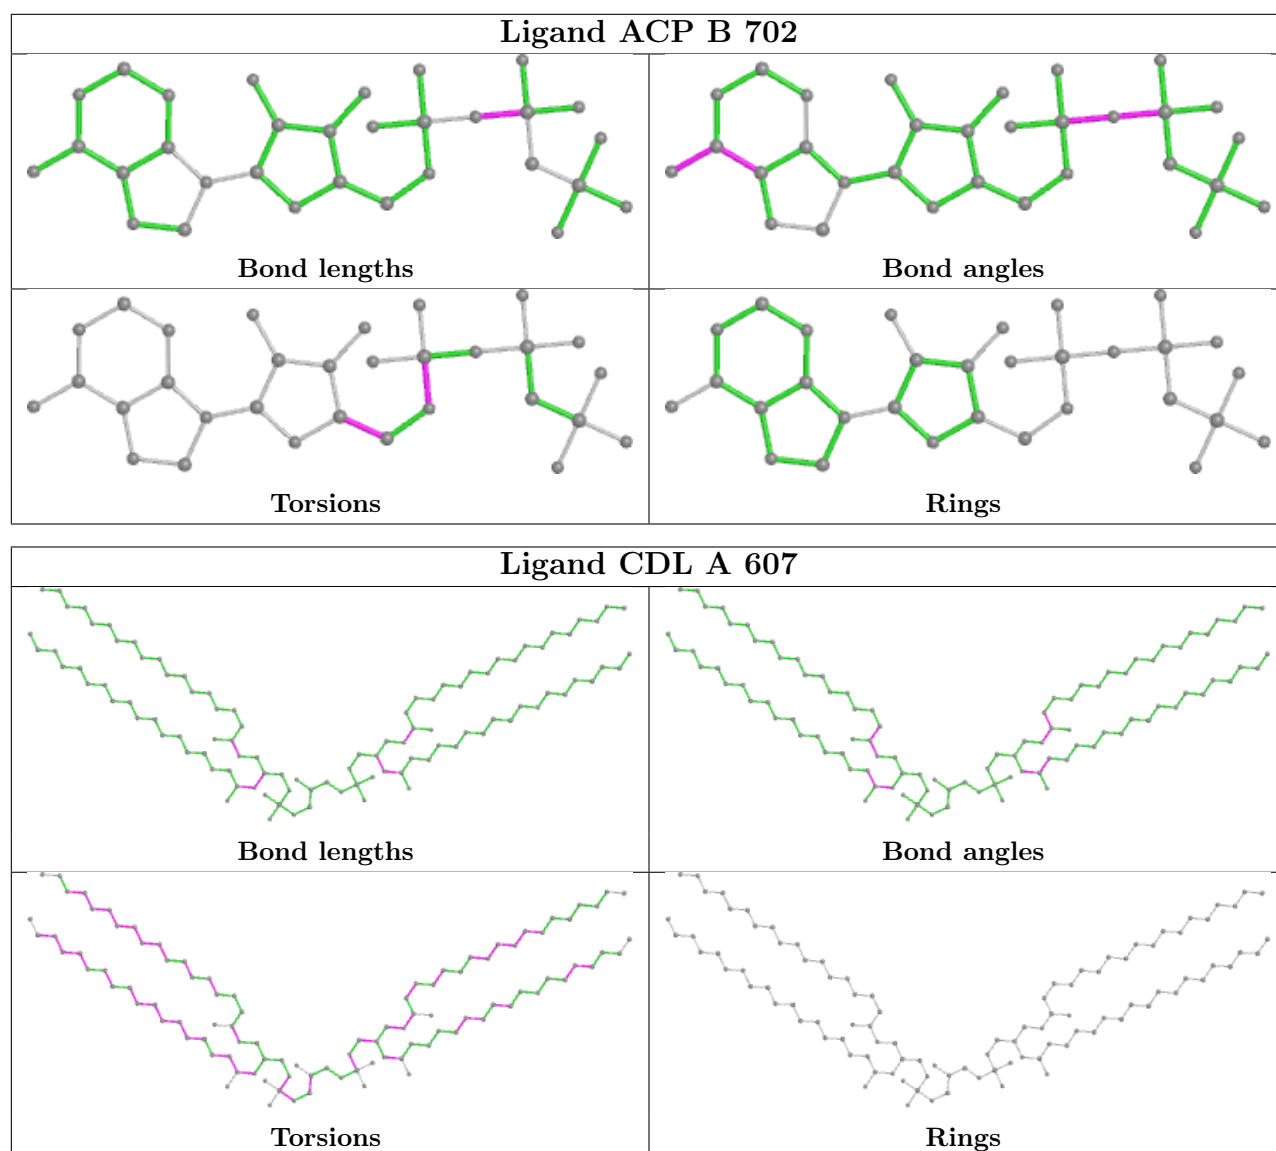 Ligand ACP B 702
Bond lengths
Bond angles
Torsions
Rings
Ligand CDL A 607
Bond lengths
Bond angles
Torsions
Rings